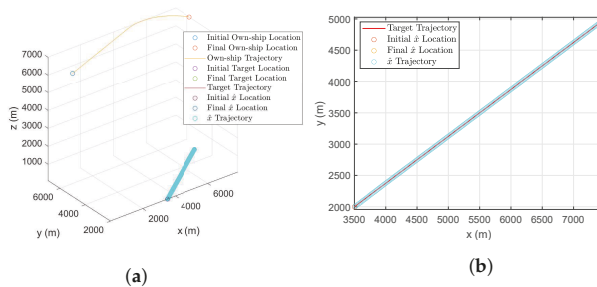 7000
6000
5000
4000
3000
2000
1000
z (m)
6000
4000
2000
y (m)
2000
4000
6000
x (m)
Initial Own-ship Location
Final Own-ship Location
Own-ship Trajectory
Initial Target Location
Final Target Location
Target Trajectory
Initial x̂ Location
Final x̂ Location
x̂ Trajectory
(a)
5000
4500
4000
3500
3000
2500
2000
y (m)
3500 4000 4500 5000 5500 6000 6500 7000
x (m)
Target Trajectory
Initial x̂ Location
Final x̂ Location
x̂ Trajectory
(b)